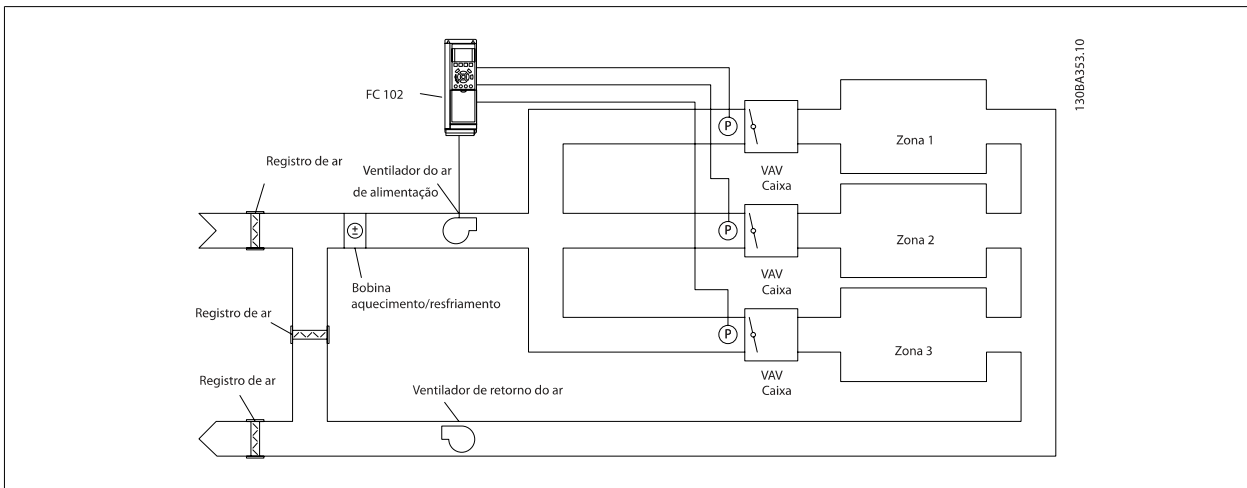 130BA353.10
FC 102
P
Zona 1
Registro de ar
Ventilador do ar
de alimentação
VAV
Caixa
±
P
Zona 2
Bobina
aquecimento/resfriamento
VAV
Caixa
Registro de ar
P
Zona 3
Registro de ar
Ventilador de retorno do ar
VAV
Caixa